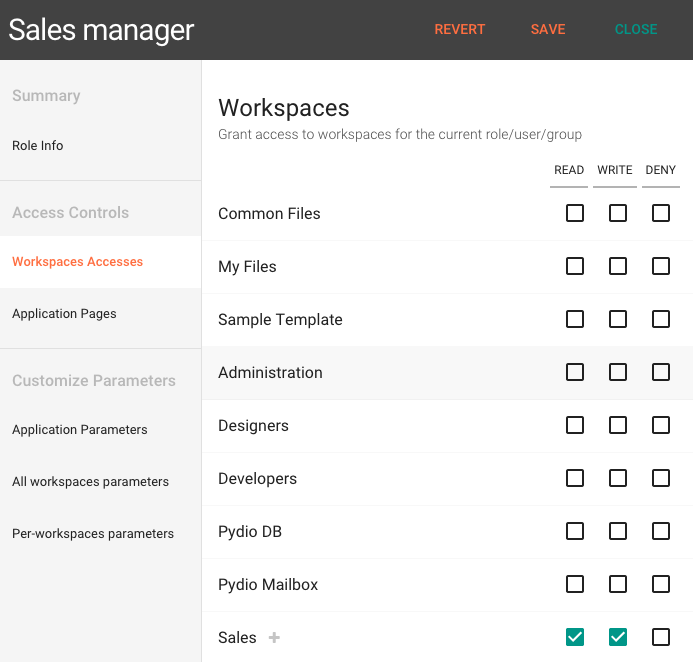 Sales manager
REVERT SAVE CLOSE
Summary
Role Info
Access Controls
Workspaces Accesses
Application Pages
Customize Parameters
Application Parameters
All workspaces parameters
Per-workspaces parameters
Workspaces
Grant access to workspaces for the current role/user/group
READ WRITE DENY
Common Files
My Files
Sample Template
Administration
Designers
Developers
Pydio DB
Pydio Mailbox
Sales +